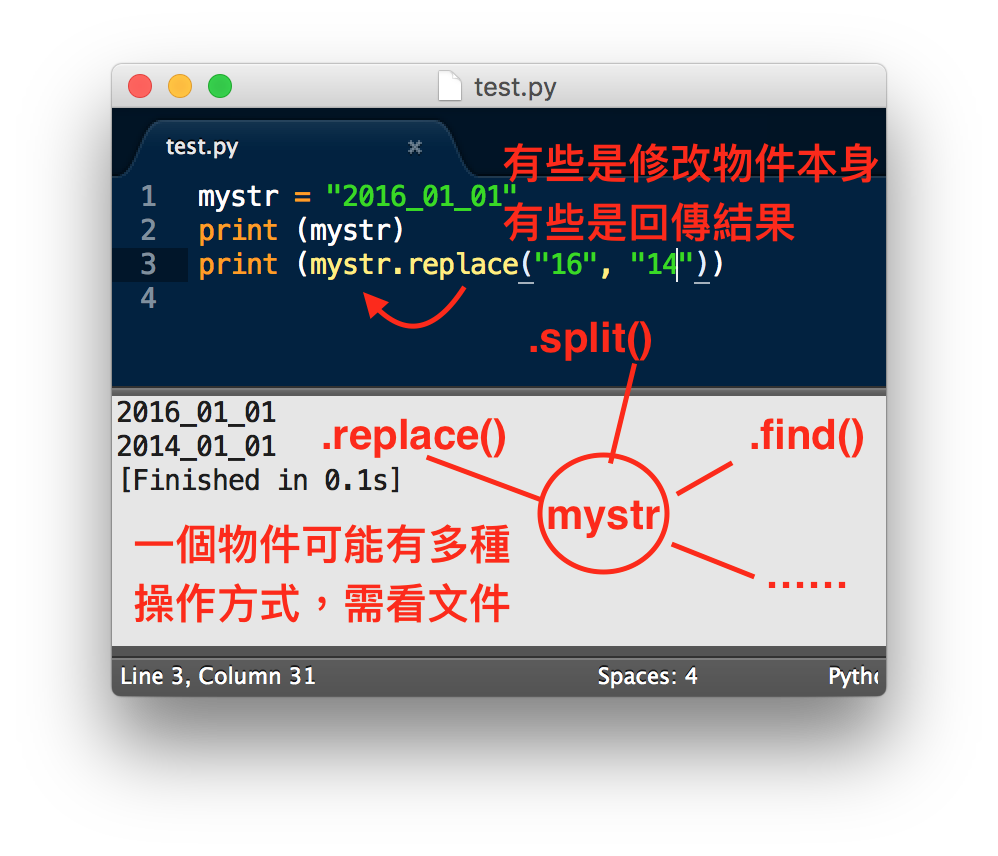 test.py
test.py
有些是修改物件本身
有些是回傳結果
1 mystr = "2016_01_01"
2 print (mystr)
3 print (mystr.replace("16", "14"))
4
.split()
2016_01_01
2014_01_01
[Finished in 0.1s]
.replace()
.find()
mystr
......
一個物件可能有多種
操作方式，需看文件
Line 3, Column 31
Spaces: 4